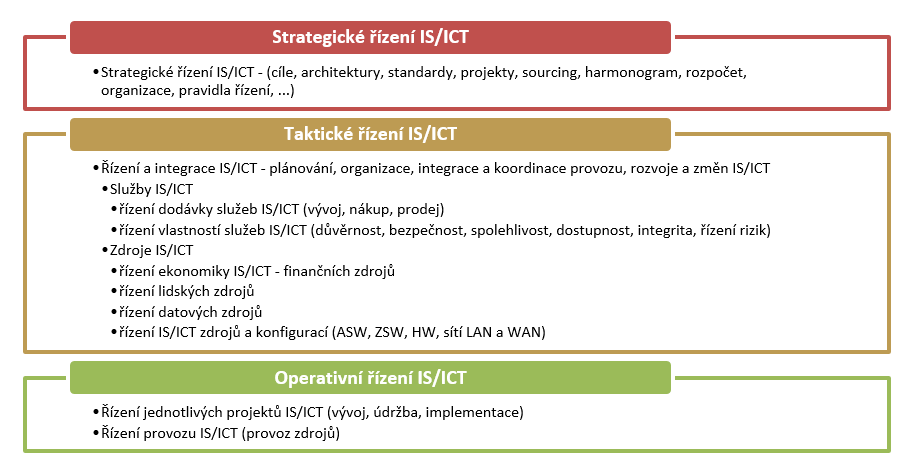 Strategické řízení IS/ICT
•Strategické řízení IS/ICT - (cíle, architektury, standardy, projekty, sourcing, harmonogram, rozpočet,
organizace, pravidla řízení, ...)
Taktické řízení IS/ICT
•Řízení a integrace IS/ICT - plánování, organizace, integrace a koordinace provozu, rozvoje a změn IS/ICT
•Služby IS/ICT
•řízení dodávky služeb IS/ICT (vývoj, nákup, prodej)
•řízení vlastností služeb IS/ICT (důvěrnost, bezpečnost, spolehlivost, dostupnost, integrita, řízení rizik)
•Zdroje IS/ICT
•řízení ekonomiky IS/ICT - finančních zdrojů
•řízení lidských zdrojů
•řízení datových zdrojů
•řízení IS/ICT zdrojů a konfigurací (ASW, ZSW, HW, sítí LAN a WAN)
Operativní řízení IS/ICT
•Řízení jednotlivých projektů IS/ICT (vývoj, údržba, implementace)
•Řízení provozu IS/ICT (provoz zdrojů)